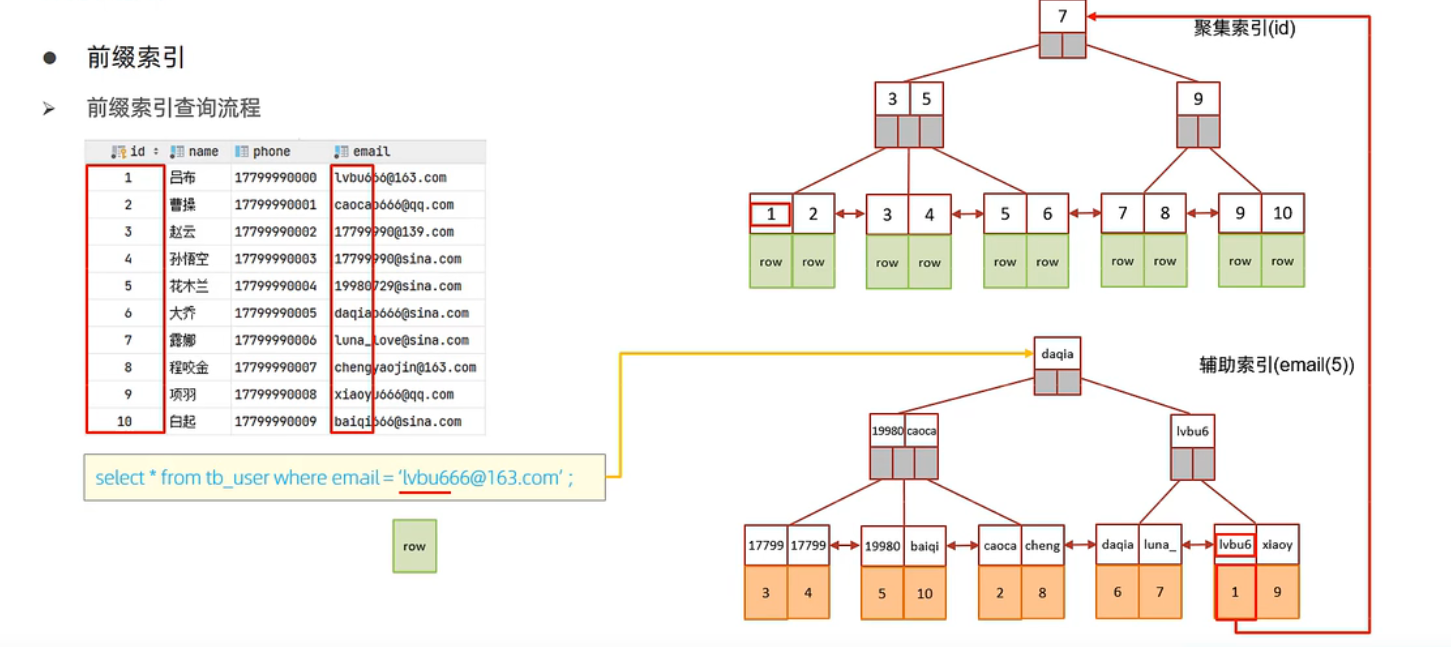 前缀索引
前缀索引查询流程
id name phone email
1 吕布 17799990000 lvbu666@163.com
2 曹操 17799990001 caocao666@qq.com
3 赵云 17799990002 17799990@139.com
4 孙悟空 17799990003 17799990@sina.com
5 花木兰 17799990004 19980729@sina.com
6 大乔 17799990005 daqiao666@sina.com
7 露娜 17799990006 luna_love@sina.com
8 程咬金 17799990007 chengyaojin@163.com
9 项羽 17799990008 xiaoyu666@qq.com
10 白起 17799990009 baiqi666@sina.com
select * from tb_user where email = ‘lvbu666@163.com’ ;
row
7
聚集索引(id)
3 5
9
1 2 3 4 5 6 7 8 9 10
row row row row row row row row row row
daqia
辅助索引(email(5))
19980 caoca
lvbu6
17799 17799 19980 baiqi caoca cheng daqia luna_ lvbu6 xiaoy
3 4 5 10 2 8 6 7 1 9